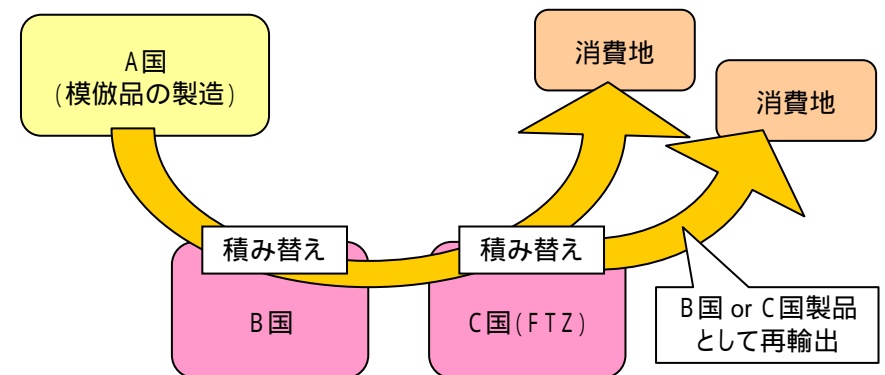 A国
(模倣品の製造)
消費地
消費地
積み替え
積み替え
B国
C国(FTZ)
B国 or C国製品
として再輸出